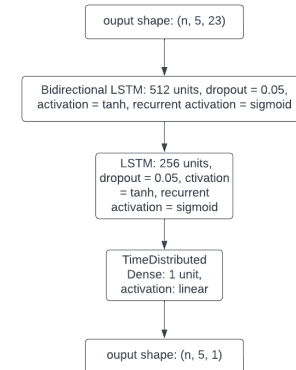 ouput shape: (n, 5, 23)
Bidirectional LSTM: 512 units, dropout = 0.05,
activation = tanh, recurrent activation = sigmoid
LSTM: 256 units,
dropout = 0.05, ctivation
= tanh, recurrent
activation = sigmoid
TimeDistributed
Dense: 1 unit,
activation: linear
ouput shape: (n, 5, 1)